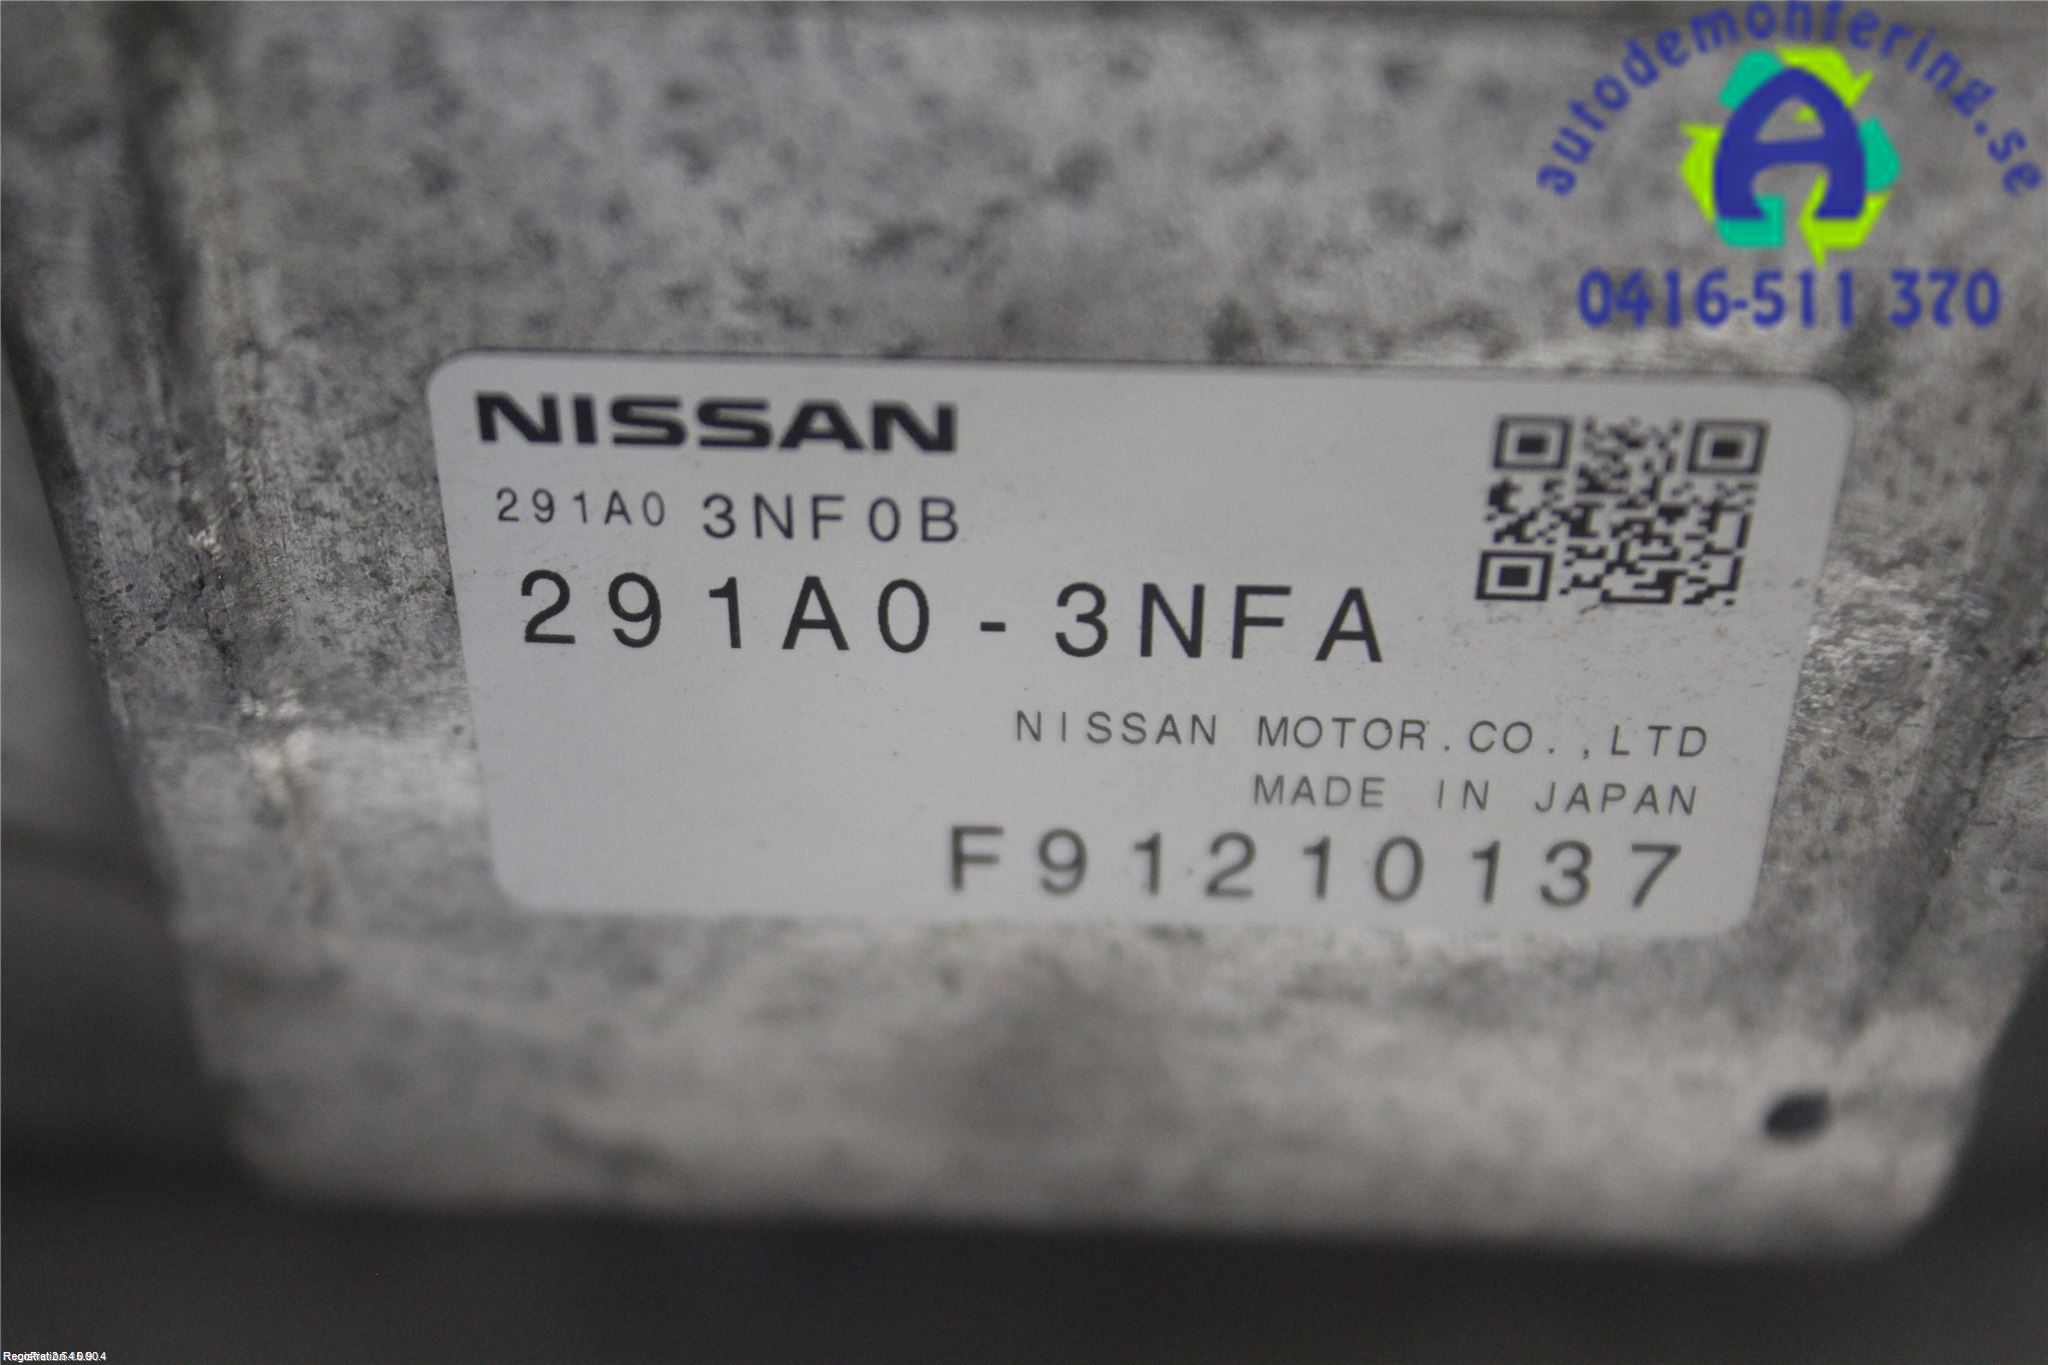 autodemontering.se
A
0416-511 370
NISSAN
291A0 3NF0B
291A0-3NFA
NISSAN MOTOR.CO.,LTD
MADE IN JAPAN
F91210137